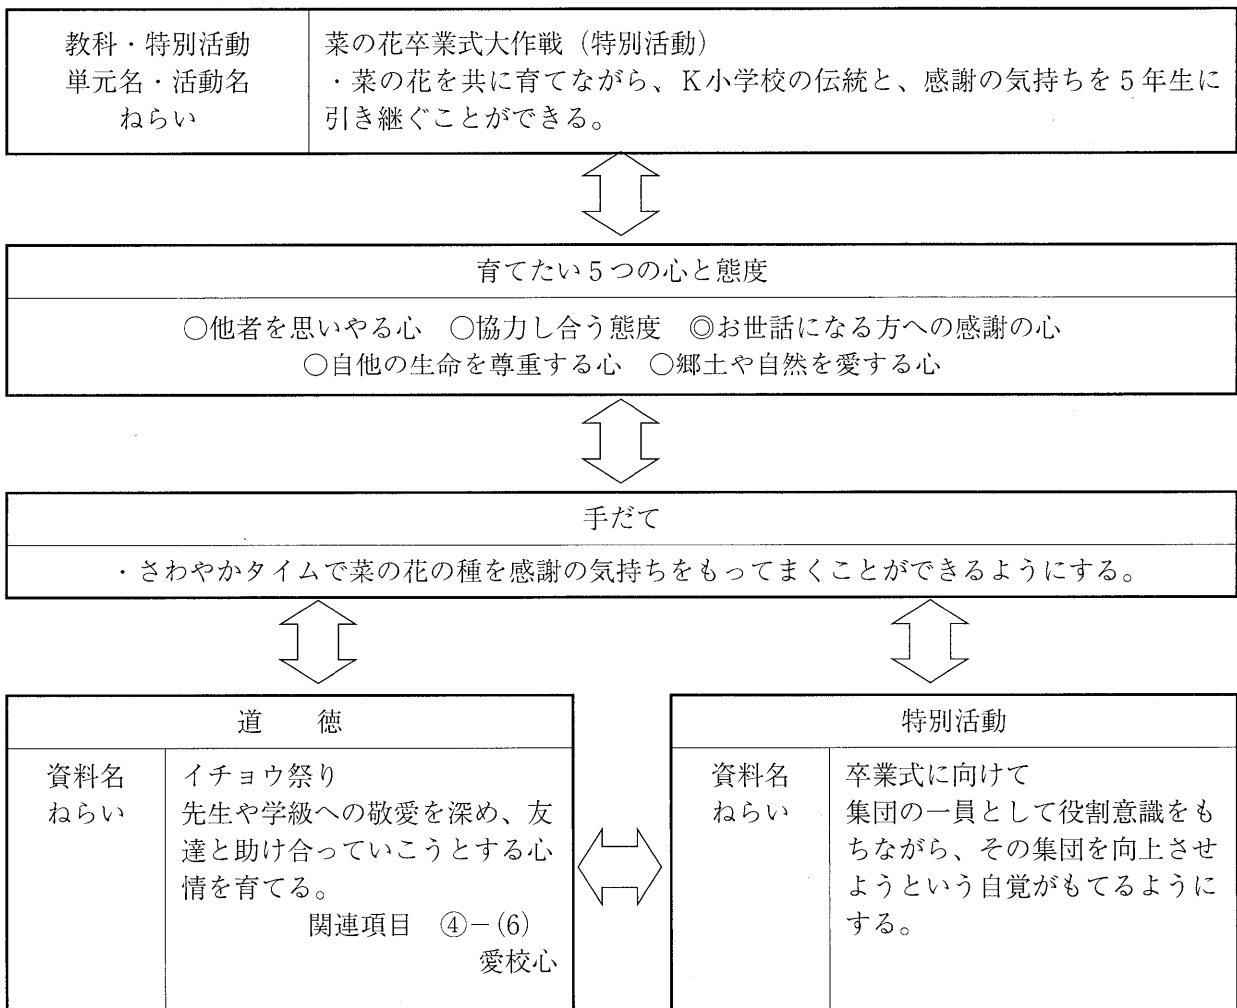 教科・特別活動
単元名・活動名
ねらい
菜の花卒業式大作戦（特別活動）
・菜の花を共に育てながら、K小学校の伝統と、感謝の気持ちを5年生に
引き継ぐことができる。
育てたい5つの心と態度
○他者を思いやる心　○協力し合う態度　◎お世話になる方への感謝の心
○自他の生命を尊重する心　○郷土や自然を愛する心
手だて
・さわやかタイムで菜の花の種を感謝の気持ちをもってまくことができるようにする。
道　徳
資料名
ねらい
イチョウ祭り
先生や学級への敬愛を深め、友
達と助け合っていこうとする心
情を育てる。
関連項目　④－(6)
愛校心
特別活動
資料名
ねらい
卒業式に向けて
集団の一員として役割意識をも
ちながら、その集団を向上させ
ようという自覚がもてるように
する。